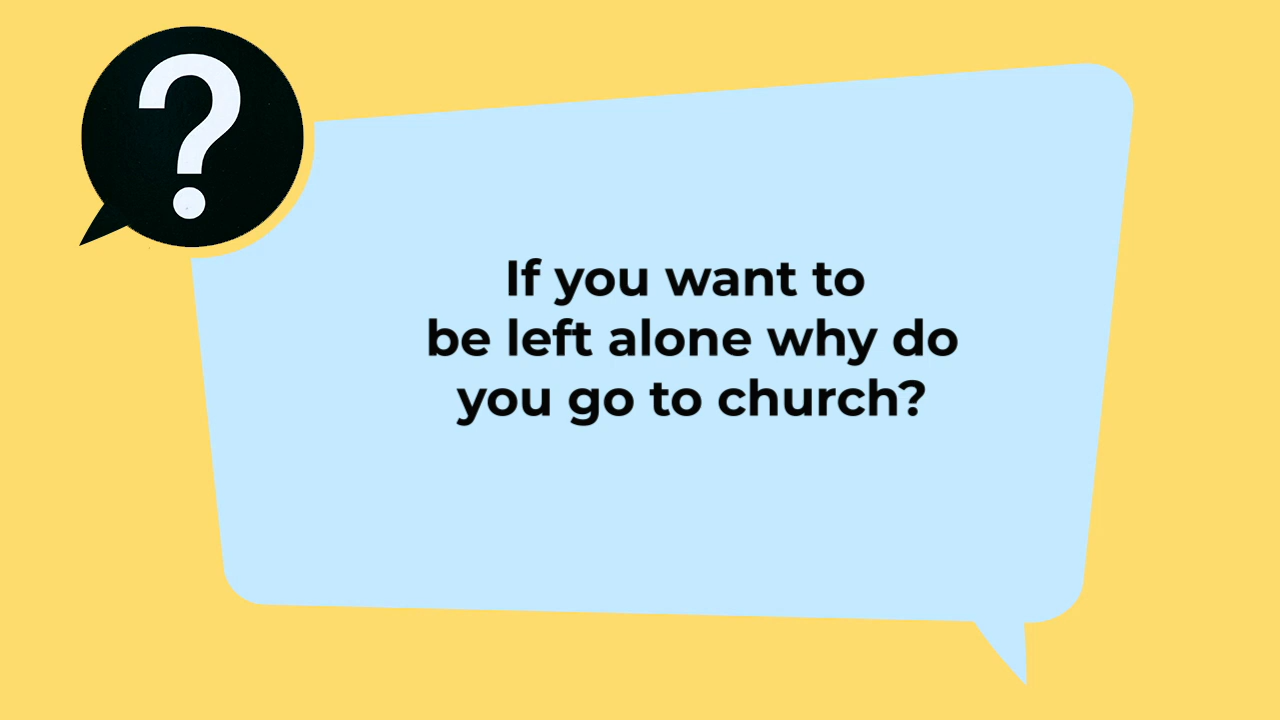 ?
If you want to
be left alone why do
you go to church?